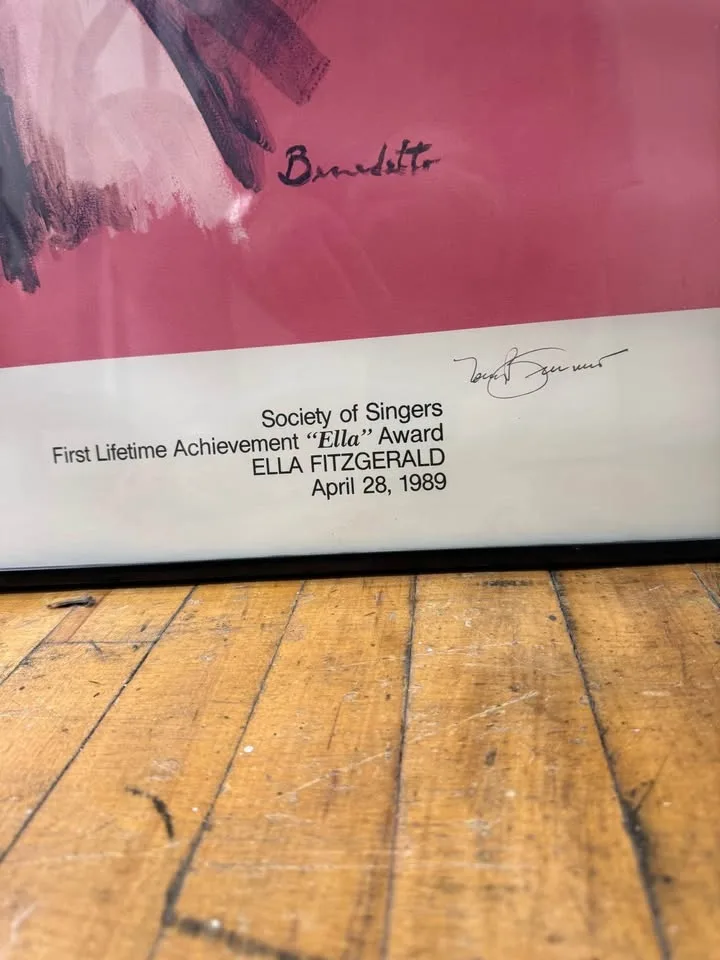 Benedetto
Society of Singers
First Lifetime Achievement “Ella” Award
ELLA FITZGERALD
April 28, 1989